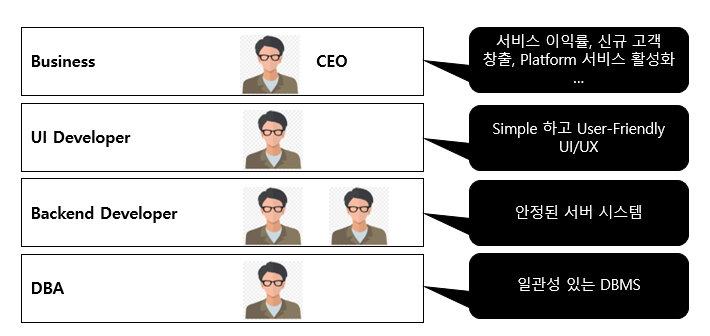 Business
CEO
서비스 이익률, 신규 고객
창출, Platform 서비스 활성화
...
UI Developer
Simple 하고 User-Friendly
UI/UX
Backend Developer
안정된 서버 시스템
DBA
일관성 있는 DBMS